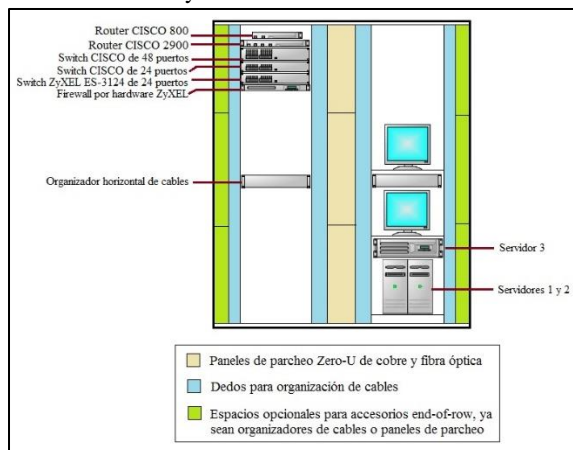 Router CISCO 800
Router CISCO 2900
Switch CISCO de 48 puertos
Switch CISCO de 24 puertos
Switch ZyXEL ES-3124 de 24 puertos
Firewall por hardware ZyXEL
Organizador horizontal de cables
Servidor 3
Servidores 1 y 2
Paneles de parcheo Zero-U de cobre y fibra óptica
Dedos para organización de cables
Espacios opcionales para accesorios end-of-row, ya
sean organizadores de cables o paneles de parcheo